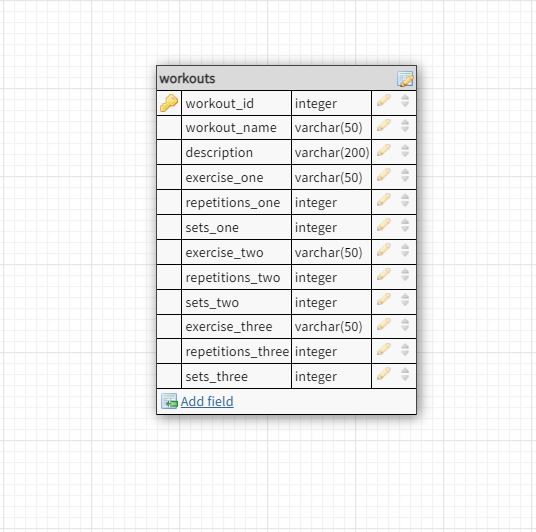 workouts
workout_id integer
workout_name varchar(50)
description varchar(200)
exercise_one varchar(50)
repetitions_one integer
sets_one integer
exercise_two varchar(50)
repetitions_two integer
sets_two integer
exercise_three varchar(50)
repetitions_three integer
sets_three integer
Add field